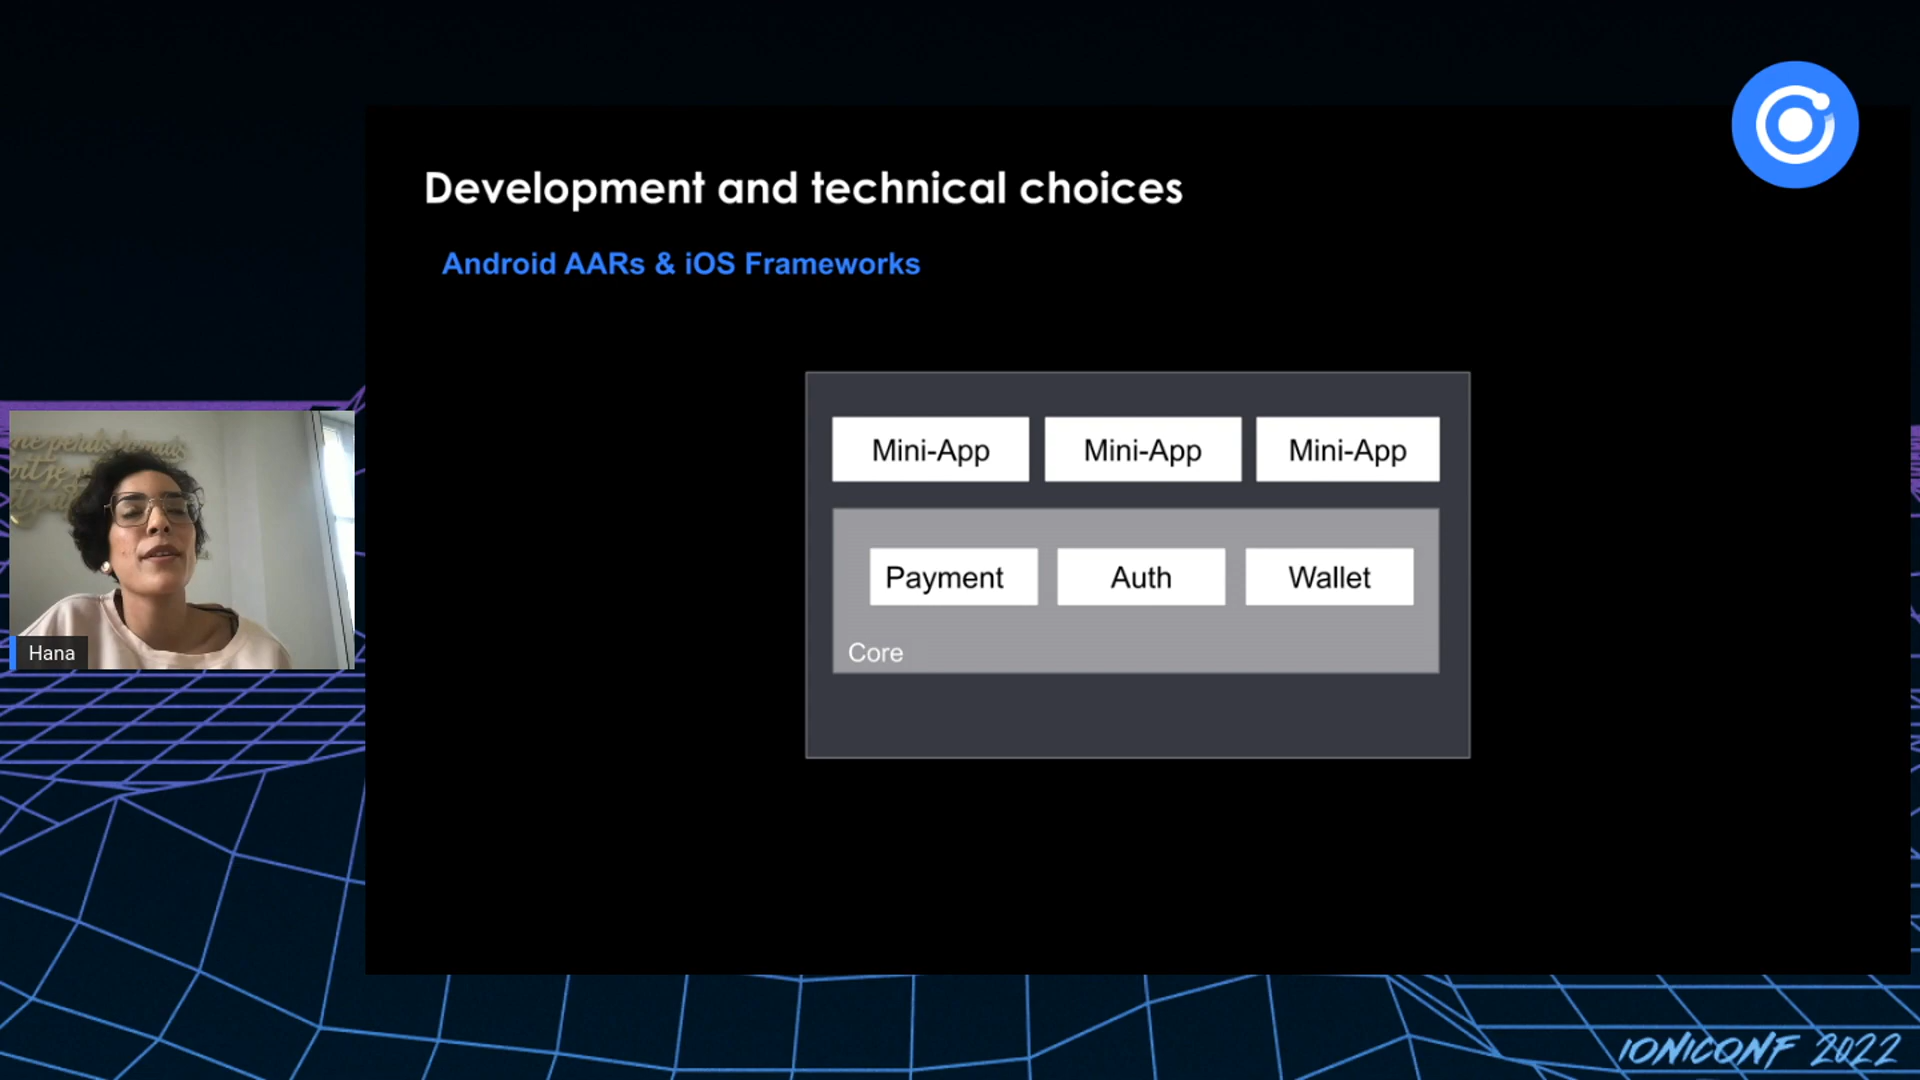 Development and technical choices
Android AARs & iOS Frameworks
Mini-App Mini-App Mini-App
Payment Auth Wallet
Core
Hana
IONICONF 2022